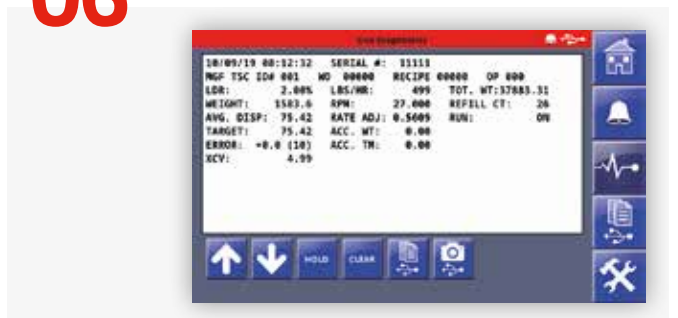 06
Live Diagnostic
10/09/19 08:12:32 SERIAL #: 11111
MGF TSC ID# 001 WO 00000 RECIPE 00000 OP 000
LDR: 2.00% LBS/HR: 499 TOT. WT:37883.31
WEIGHT: 1583.6 RPM: 27.000 REFILL CT: 26
AVG. DISP: 75.42 RATE ADJ: 0.5609 RUN: ON
TARGET: 75.42 ACC. WT: 0.00
ERROR: +0.0 (10) ACC. TM: 0.00
XCV: 4.99
HOLD CLEAR